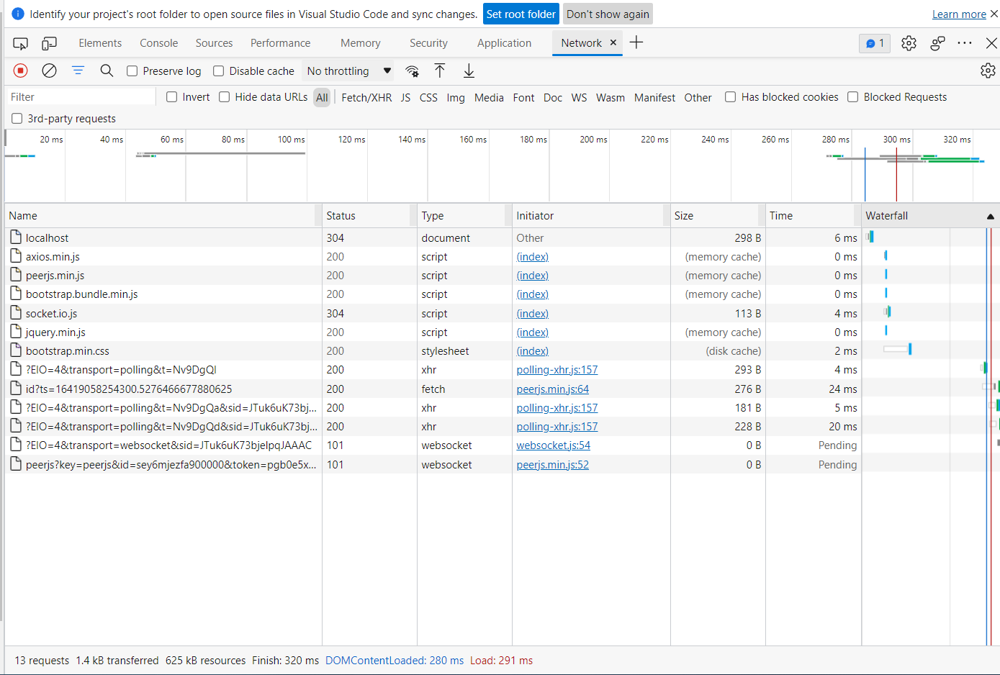 Identify your project's root folder to open source files in Visual Studio Code and sync changes. Set root folder Don't show again Learn more
Elements Console Sources Performance Memory Security Application Network 1
Preserve log Disable cache No throttling
Filter Invert Hide data URLs All Fetch/XHR JS CSS Img Media Font Doc WS Wasm Manifest Other Has blocked cookies Blocked Requests
3rd-party requests
20 ms 40 ms 60 ms 80 ms 100 ms 120 ms 140 ms 160 ms 180 ms 200 ms 220 ms 240 ms 260 ms 280 ms 300 ms 320 ms
Name Status Type Initiator Size Time Waterfall
localhost 304 document Other 298 B 6 ms
axios.min.js 200 script (index) (memory cache) 0 ms
peerjs.min.js 200 script (index) (memory cache) 0 ms
bootstrap.bundle.min.js 200 script (index) (memory cache) 0 ms
socket.io.js 304 script (index) 113 B 4 ms
jquery.min.js 200 script (index) (memory cache) 0 ms
bootstrap.min.css 200 stylesheet (index) (disk cache) 2 ms
?EIO=4&transport=polling&t=Nv9DgQl 200 xhr polling-xhr.js:157 293 B 4 ms
id?ts=16419058254300.5276466677880625 200 fetch peerjs.min.js:64 276 B 24 ms
?EIO=4&transport=polling&t=Nv9DgQa&sid=JTuk6uK73bj... 200 xhr polling-xhr.js:157 181 B 5 ms
?EIO=4&transport=polling&t=Nv9DgQd&sid=JTuk6uK73bj... 200 xhr polling-xhr.js:157 228 B 20 ms
?EIO=4&transport=websocket&sid=JTuk6uK73bjeIpqJAAAC 101 websocket websocket.js:54 0 B Pending
peerjs?key=peerjs&id=sey6mjezfa900000&token=pgb0e5x... 101 websocket peerjs.min.js:52 0 B Pending
13 requests 1.4 kB transferred 625 kB resources Finish: 320 ms DOMContentLoaded: 280 ms Load: 291 ms